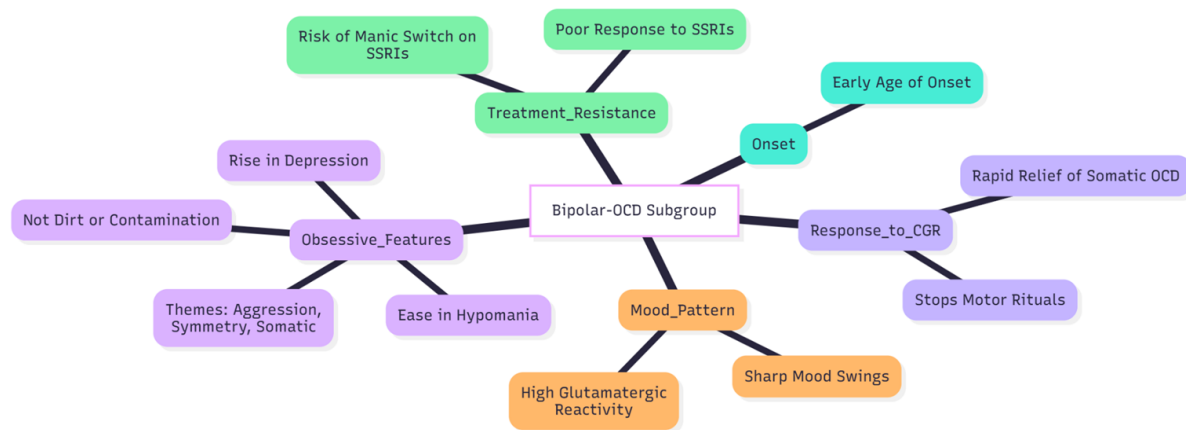 Risk of Manic Switch on
SSRIs
Poor Response to SSRIs
Treatment_Resistance
Early Age of Onset
Onset
Rise in Depression
Not Dirt or Contamination
Obsessive_Features
Themes: Aggression,
Symmetry, Somatic
Ease in Hypomania
Bipolar-OCD Subgroup
Rapid Relief of Somatic OCD
Response_to_CGR
Stops Motor Rituals
Mood_Pattern
High Glutamatergic
Reactivity
Sharp Mood Swings